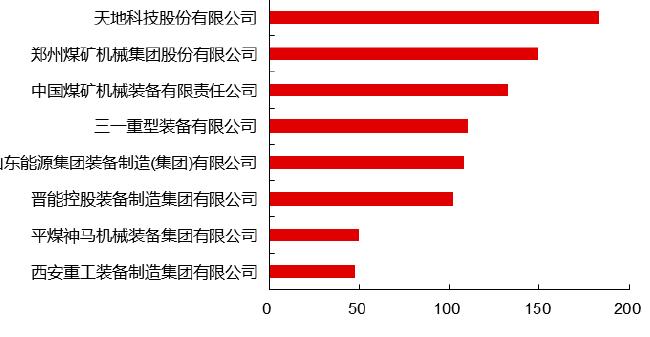 天地科技股份有限公司
郑州煤矿机械集团股份有限公司
中国煤矿机械装备有限责任公司
三一重型装备有限公司
山东能源集团装备制造(集团)有限公司
晋能控股装备制造集团有限公司
平煤神马机械装备集团有限公司
西安重工装备制造集团有限公司
0 50 100 150 200